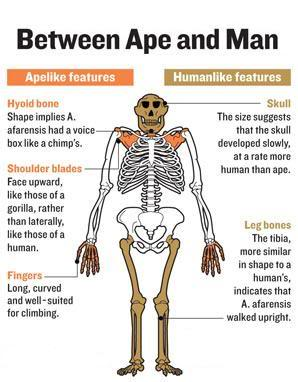 Between Ape and Man
Apelike features
Hyoid bone
Shape implies A.
afarensis had a voice
box like a chimp's.
Shoulder blades
Face upward,
like those of a
gorilla, rather
than laterally,
like those of a
human.
Fingers
Long, curved
and well-suited
for climbing.
Humanlike features
Skull
The size suggests
that the skull
developed slowly,
at a rate more
human than ape.
Leg bones
The tibia,
more similar
in shape to a
human's,
indicates that
A. afarensis
walked upright.